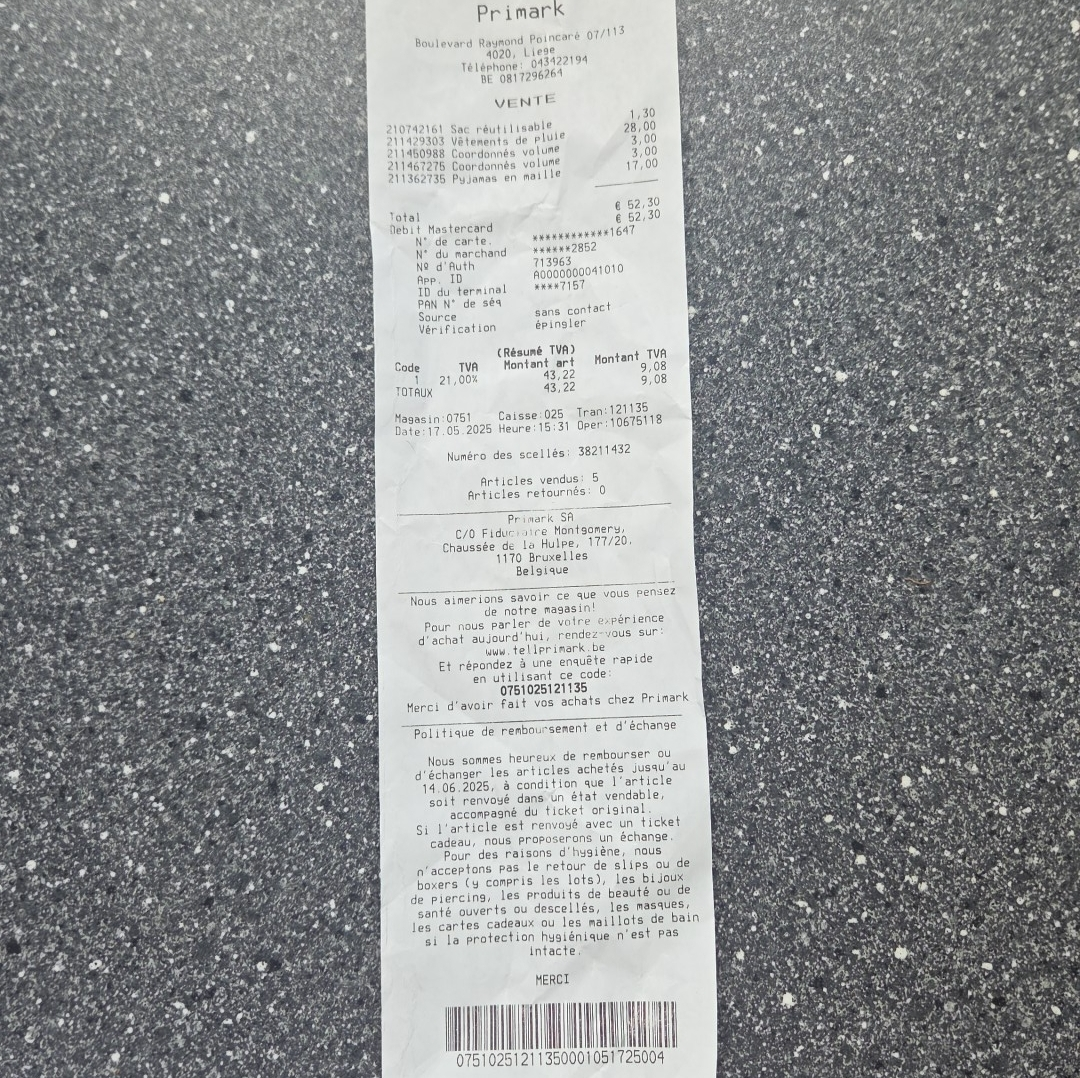 Primark
Boulevard Raymond Poincaré 07/113
4020, Liege
Téléphone: 043422194
BE 0817296264
VENTE
210742161 Sac réutilisable 1,30
211429303 Vêtements de pluie 28,00
211450988 Coordonnés volume 3,00
211467275 Coordonnés volume 3,00
211362735 Pyjamas en maille 17,00
Total € 52,30
Debit Mastercard € 52,30
N° de carte. ************1647
N° du marchand ******2852
Nº d'Auth 713963
App. ID A0000000041010
ID du terminal ****7157
PAN N° de séq
Source sans contact
Vérification épingler
(Résumé TVA)
Code TVA Montant art Montant TVA
1 21,00% 43,22 9,08
TOTAUX 43,22 9,08
Magasin:0751 Caisse:025 Tran:121135
Date:17.05.2025 Heure:15:31 Oper:10675118
Numéro des scellés: 38211432
Articles vendus: 5
Articles retournés: 0
Primark SA
C/O Fiduciaire Montgomery,
Chaussée de la Hulpe, 177/20,
1170 Bruxelles
Belgique
Nous aimerions savoir ce que vous pensez
de notre magasin!
Pour nous parler de votre expérience
d'achat aujourd'hui, rendez-vous sur:
www.tellprimark.be
Et répondez à une enquête rapide
en utilisant ce code:
0751025121135
Merci d'avoir fait vos achats chez Primark
Politique de remboursement et d'échange
Nous sommes heureux de rembourser ou
d'échanger les articles achetés jusqu'au
14.06.2025, à condition que l'article
soit renvoyé dans un état vendable,
accompagné du ticket original.
Si l'article est renvoyé avec un ticket
cadeau, nous proposerons un échange.
Pour des raisons d'hygiène, nous
n'acceptons pas le retour de slips ou de
boxers (y compris les lots), les bijoux
de piercing, les produits de beauté ou de
santé ouverts ou descellés, les masques,
les cartes cadeaux ou les maillots de bain
si la protection hygiénique n'est pas
intacte.
MERCI
07510251211350001051725004